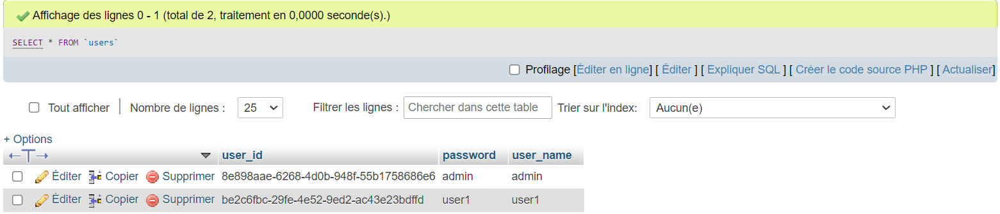 Affichage des lignes 0 - 1 (total de 2, traitement en 0,0000 seconde(s).)
SELECT * FROM `users`
Profilage [Éditer en ligne] [ Éditer ] [ Expliquer SQL ] [ Créer le code source PHP ] [ Actualiser]
Tout afficher Nombre de lignes : 25 Filtrer les lignes : Chercher dans cette table Trier sur l'index: Aucun(e)
+ Options
←T→ user_id password user_name
Éditer Copier Supprimer 8e898aae-6268-4d0b-948f-55b1758686e6 admin admin
Éditer Copier Supprimer be2c6fbc-29fe-4e52-9ed2-ac43e23bdffd user1 user1